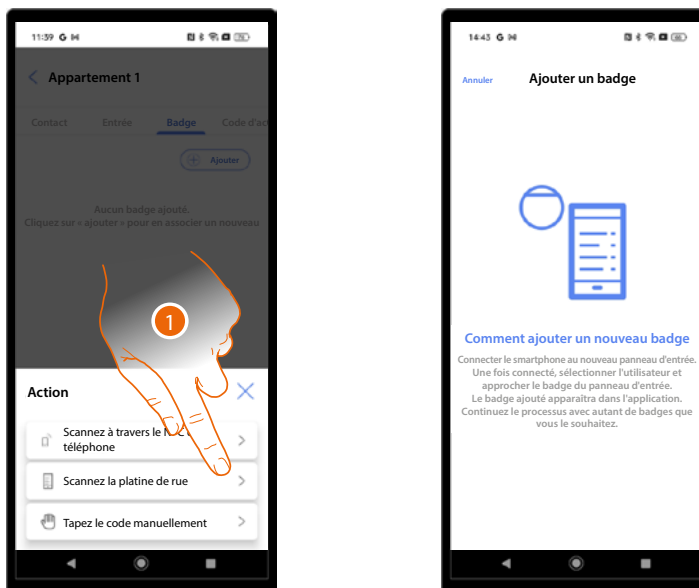 11:59 G
Appartement 1
Contact Entrée Badge Code d'ac
Ajouter
Aucun badge ajouté.
Cliquez sur « ajouter » pour en associer un nouveau
1
Action
Scannez à travers le
téléphone
Scannez la platine de rue
Tapez le code manuellement
14:43 G
Annuler Ajouter un badge
Comment ajouter un nouveau badge
Connecter le smartphone au nouveau panneau d'entrée.
Une fois connecté, sélectionner l'utilisateur et
approcher le badge du panneau d'entrée.
Le badge ajouté apparaîtra dans l'application.
Continuez le processus avec autant de badges que
vous le souhaitez.